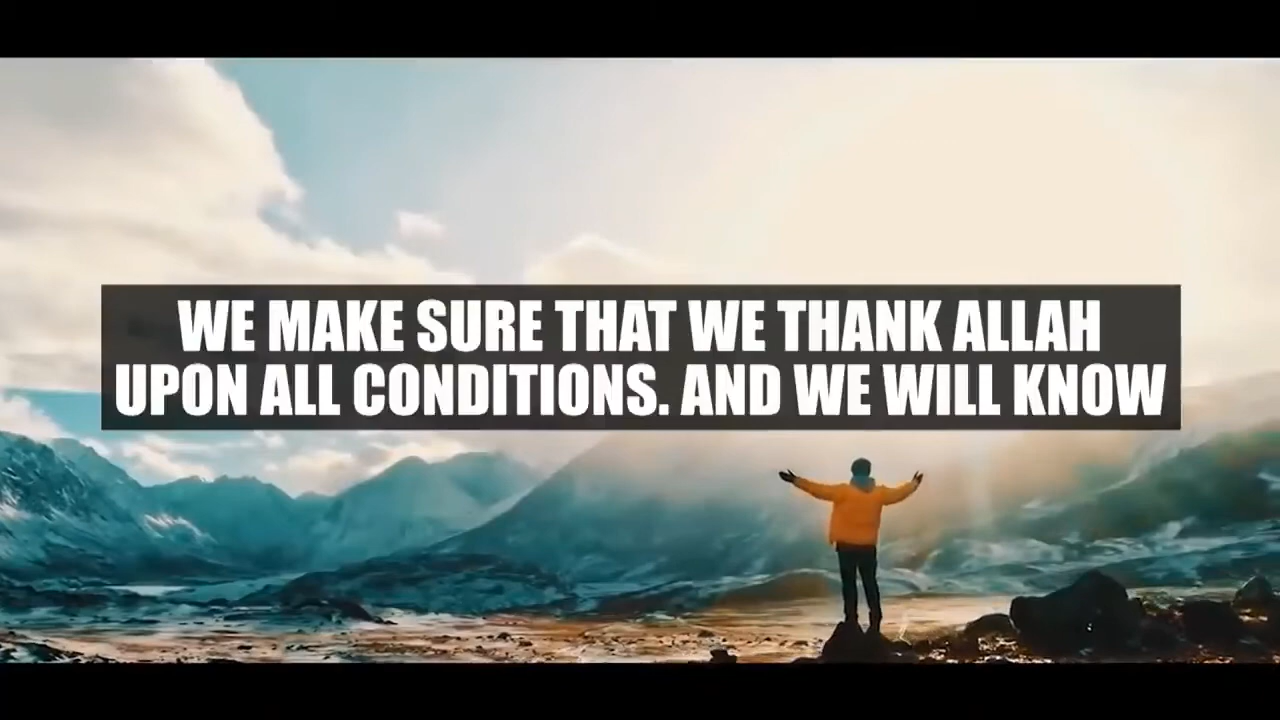 WE MAKE SURE THAT WE THANK ALLAH
UPON ALL CONDITIONS. AND WE WILL KNOW